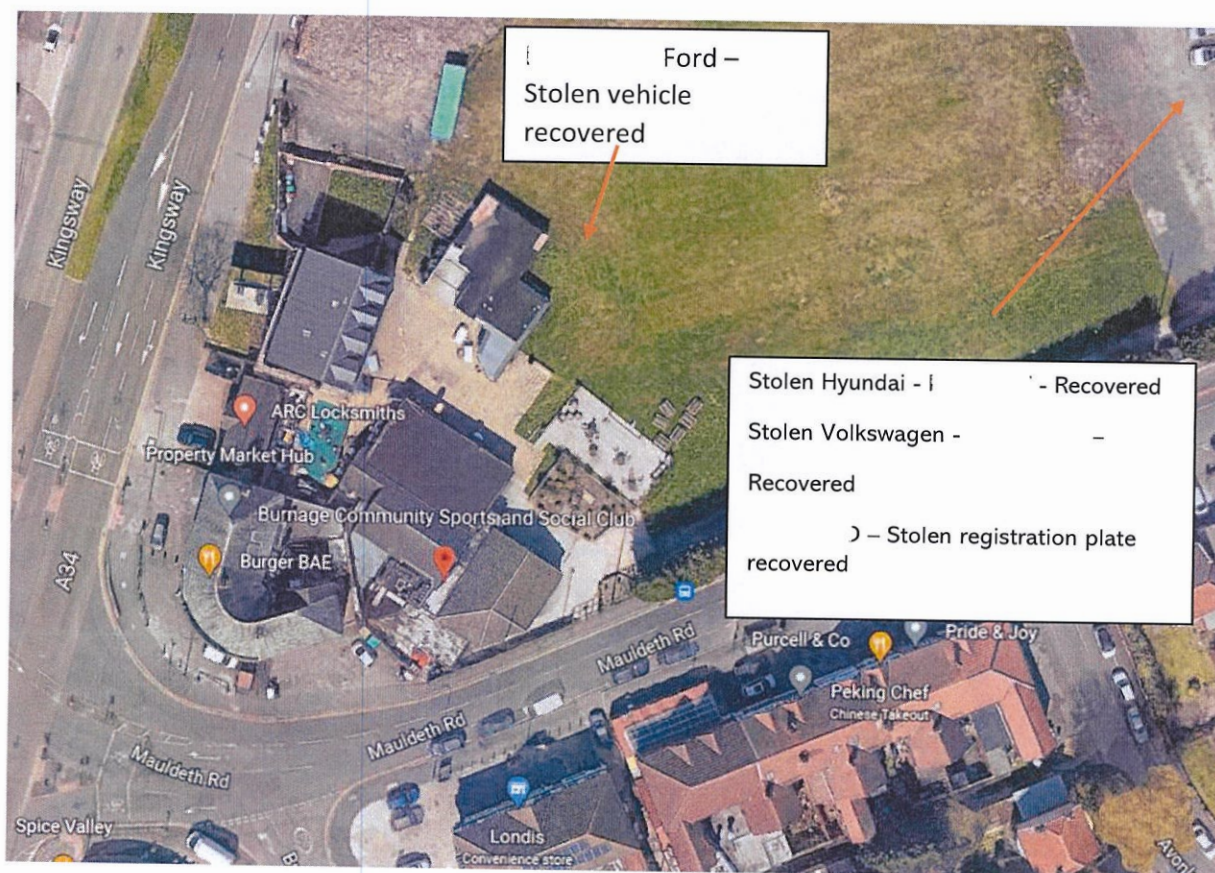 Ford –
Stolen vehicle
recovered
Kingsway
Kingsway
ARC Locksmiths
Property Market Hub
Burnage Community Sports and Social Club
Burger BAE
A34
Stolen Hyundai - - Recovered
Stolen Volkswagen - –
Recovered
– Stolen registration plate
recovered
Mauldeth Rd
Purcell & Co
Pride & Joy
Peking Chef
Chinese Takeout
Mauldeth Rd
Mauldeth Rd
Spice Valley
Londis
Convenience store